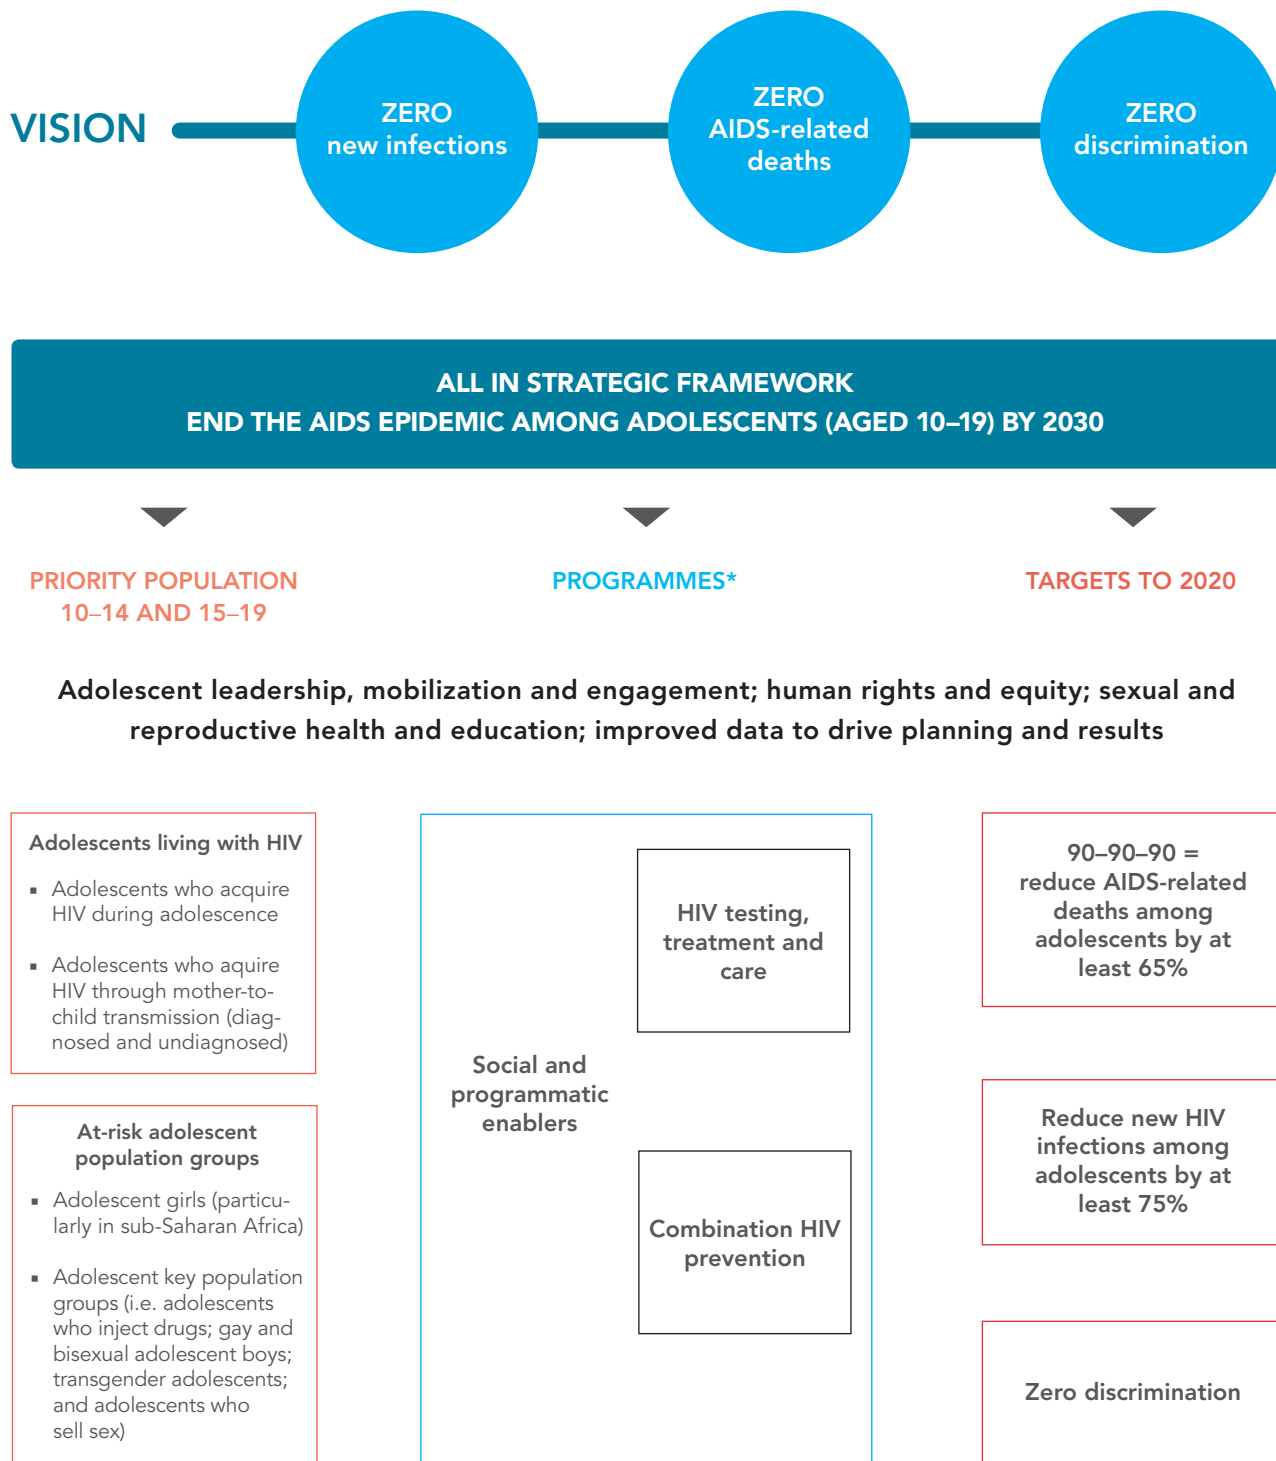 VISION
ZERO
new infections
ZERO
AIDS-related
deaths
ZERO
discrimination
ALL IN STRATEGIC FRAMEWORK
END THE AIDS EPIDEMIC AMONG ADOLESCENTS (AGED 10–19) BY 2030
PRIORITY POPULATION
10–14 AND 15–19
PROGRAMMES*
TARGETS TO 2020
Adolescent leadership, mobilization and engagement; human rights and equity; sexual and
reproductive health and education; improved data to drive planning and results
Adolescents living with HIV
▪ Adolescents who acquire
HIV during adolescence
▪ Adolescents who aquire
HIV through mother-to-
child transmission (diag-
nosed and undiagnosed)
At-risk adolescent
population groups
▪ Adolescent girls (particu-
larly in sub-Saharan Africa)
▪ Adolescent key population
groups (i.e. adolescents
who inject drugs; gay and
bisexual adolescent boys;
transgender adolescents;
and adolescents who
sell sex)
Social and
programmatic
enablers
HIV testing,
treatment and
care
Combination HIV
prevention
90–90–90 =
reduce AIDS-related
deaths among
adolescents by at
least 65%
Reduce new HIV
infections among
adolescents by at
least 75%
Zero discrimination